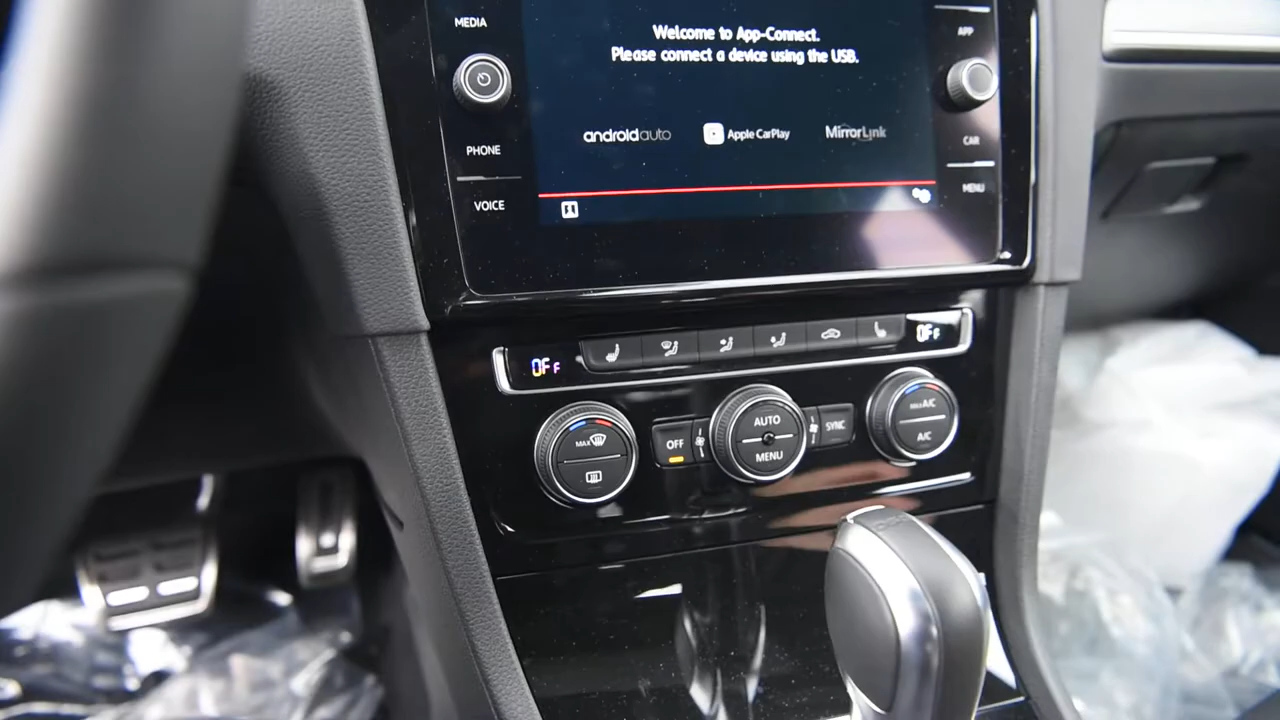 MEDIA
Welcome to App-Connect.
Please connect a device using the USB.
APP
androidauto
Apple CarPlay
MirrorLink
PHONE
CAR
VOICE
MENU
OFF
OFF
MAX
OFF
AUTO
MENU
SYNC
MAX A/C
A/C